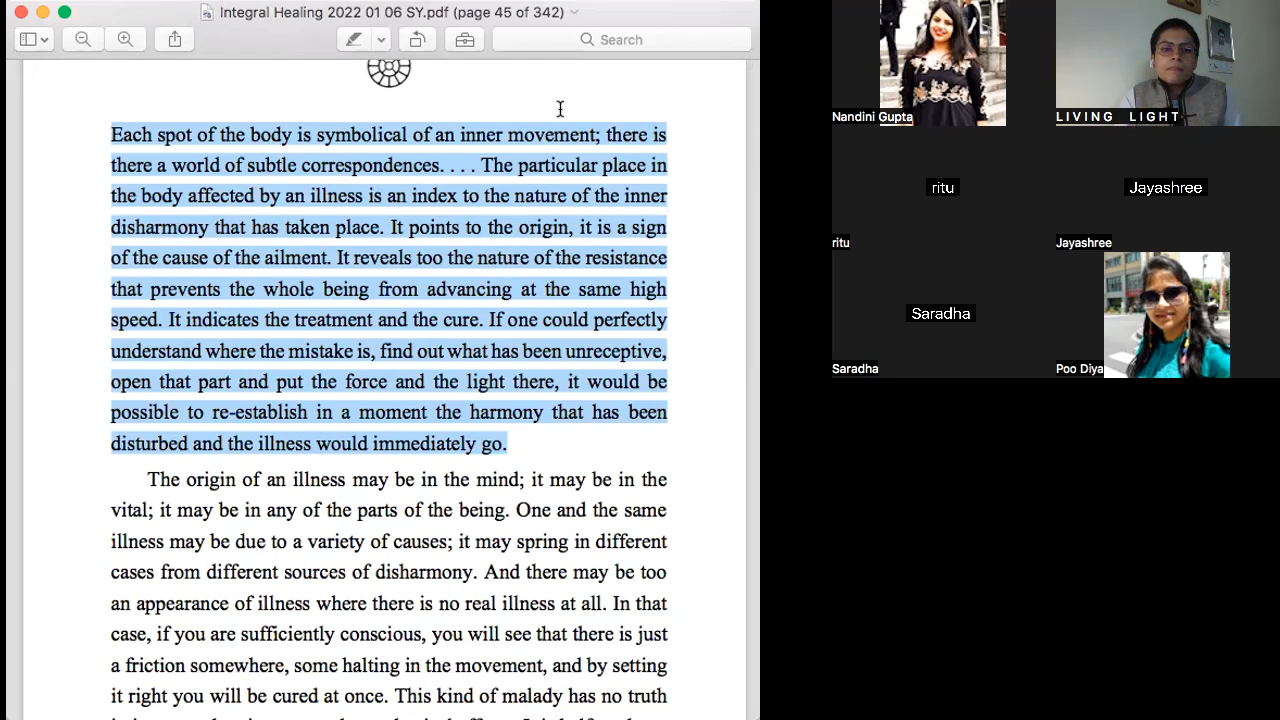 Integral Healing 2022 01 06 SY.pdf (page 45 of 342)
Search
Each spot of the body is symbolical of an inner movement; there is
there a world of subtle correspondences. . . . The particular place in
the body affected by an illness is an index to the nature of the inner
disharmony that has taken place. It points to the origin, it is a sign
of the cause of the ailment. It reveals too the nature of the resistance
that prevents the whole being from advancing at the same high
speed. It indicates the treatment and the cure. If one could perfectly
understand where the mistake is, find out what has been unreceptive,
open that part and put the force and the light there, it would be
possible to re-establish in a moment the harmony that has been
disturbed and the illness would immediately go.
The origin of an illness may be in the mind; it may be in the
vital; it may be in any of the parts of the being. One and the same
illness may be due to a variety of causes; it may spring in different
cases from different sources of disharmony. And there may be too
an appearance of illness where there is no real illness at all. In that
case, if you are sufficiently conscious, you will see that there is just
a friction somewhere, some halting in the movement, and by setting
it right you will be cured at once. This kind of malady has no truth
Nandini Gupta
LIVING LIGHT
ritu
Jayashree
ritu
Jayashree
Saradha
Saradha
Poo Diya